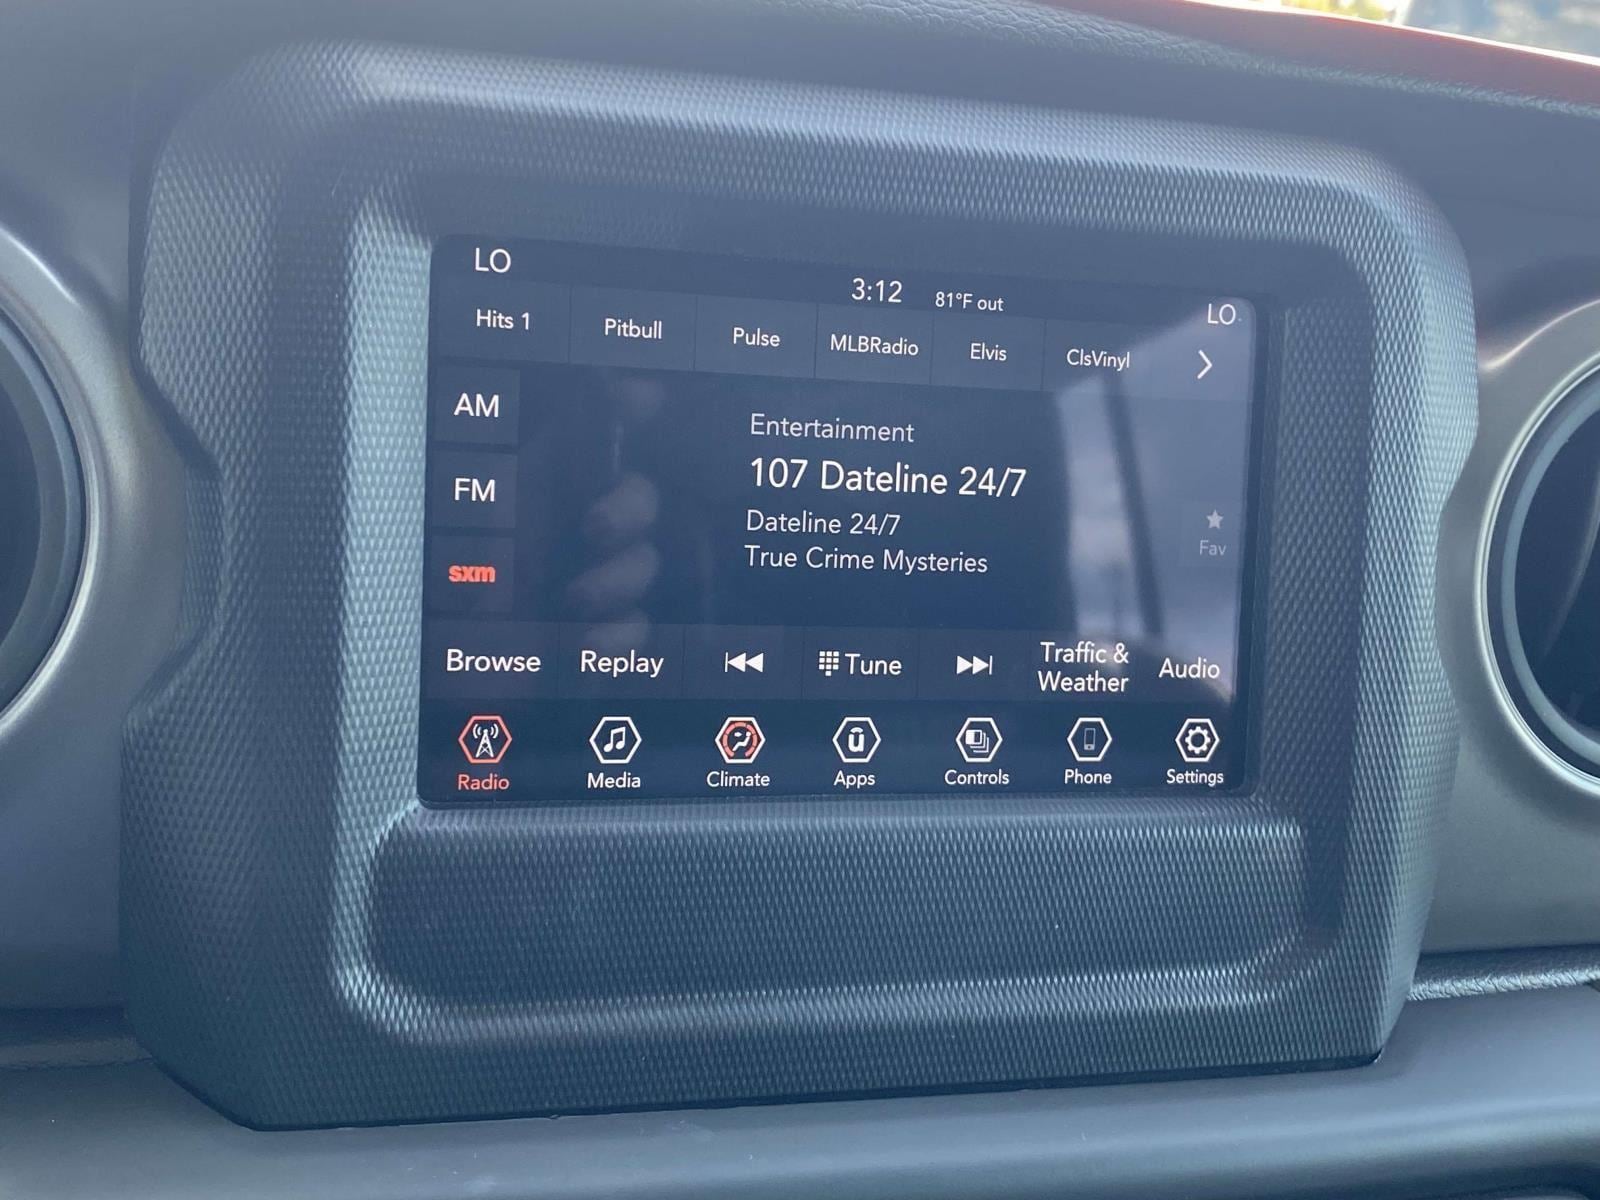 LO
3:12 81°F out
LO
Hits 1 Pitbull Pulse MLBRadio Elvis ClsVinyl
AM
FM
sxm
Entertainment
107 Dateline 24/7
Dateline 24/7
True Crime Mysteries
Fav
Browse Replay Tune Traffic & Weather Audio
Radio Media Climate Apps Controls Phone Settings